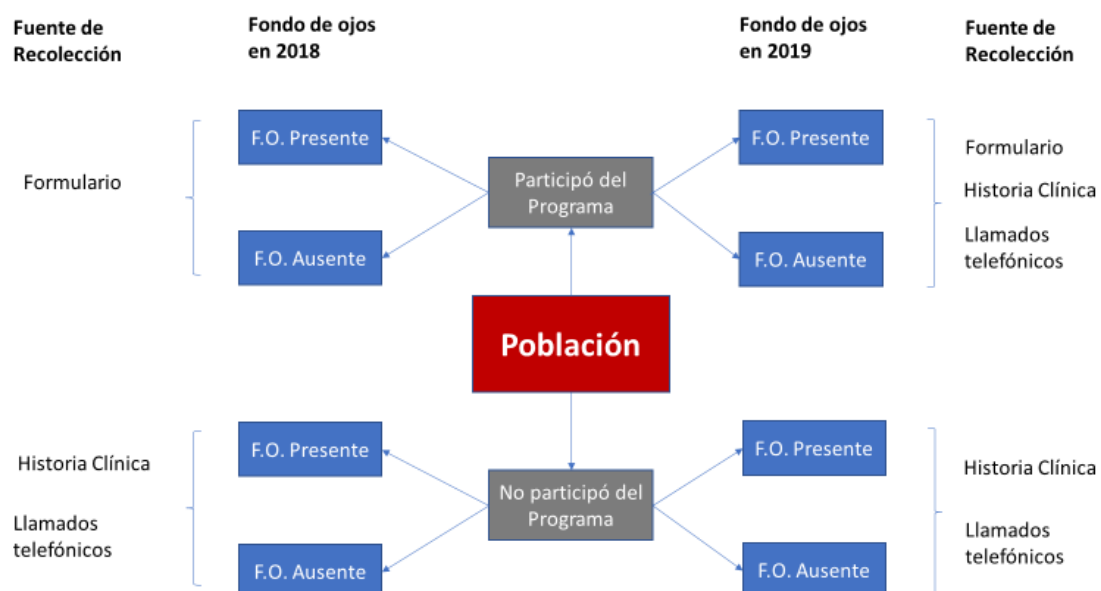 Fuente de
Recolección
Fondo de ojos
en 2018
Fondo de ojos
en 2019
Fuente de
Recolección
F.O. Presente
F.O. Presente
Formulario
Participó del
Programa
Formulario
Historia Clínica
F.O. Ausente
F.O. Ausente
Llamados
telefónicos
Población
F.O. Presente
F.O. Presente
Historia Clínica
No participó del
Programa
Historia Clínica
Llamados
telefónicos
F.O. Ausente
F.O. Ausente
Llamados
telefónicos